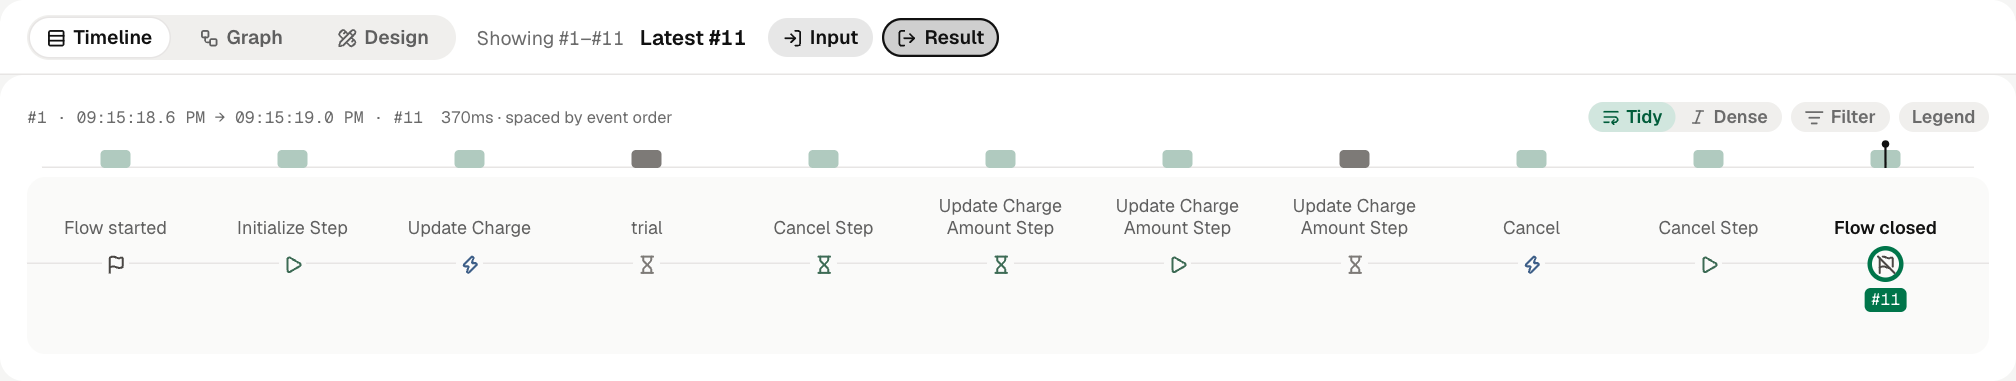 Timeline Graph Design Showing #1–#11 Latest #11 Input Result
#1 · 09:15:18.6 PM → 09:15:19.0 PM · #11 370ms · spaced by event order Tidy Dense Filter Legend
Flow started
Initialize Step
Update Charge
trial
Cancel Step
Update Charge
Amount Step
Update Charge
Amount Step
Update Charge
Amount Step
Cancel
Cancel Step
Flow closed
#11